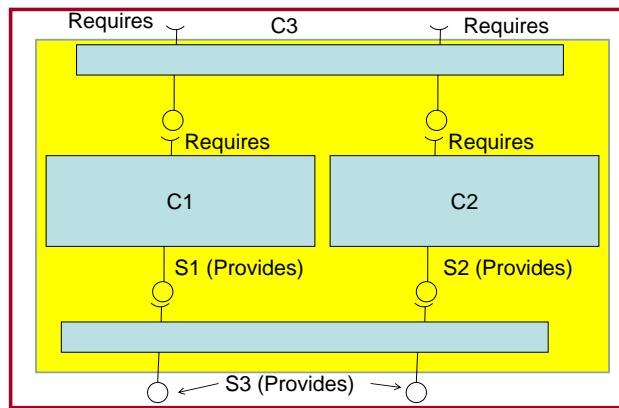 Requires
C3
Requires
Requires
Requires
C1
C2
S1 (Provides)
S2 (Provides)
S3 (Provides)